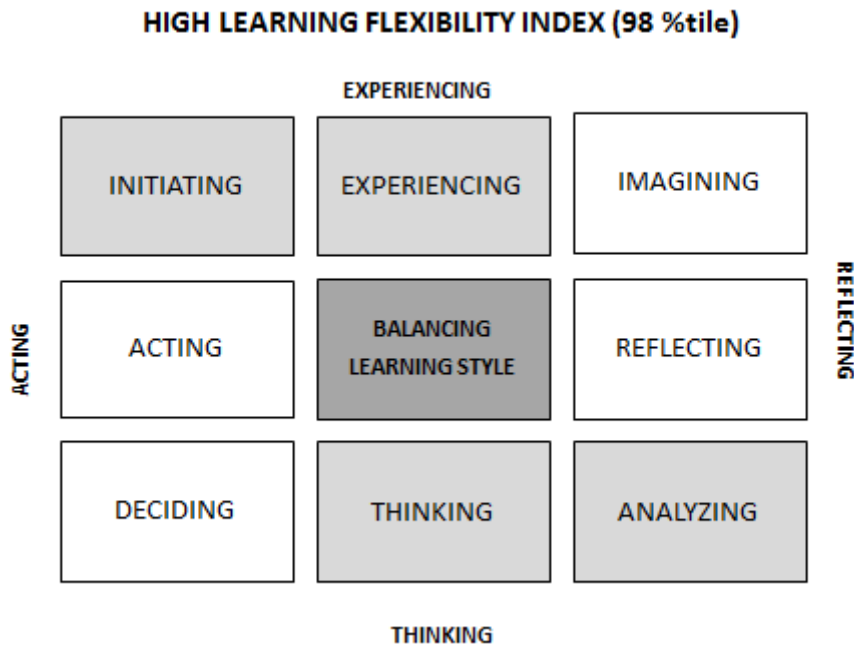 HIGH LEARNING FLEXIBILITY INDEX (98 %tile)
EXPERIENCING
INITIATING
EXPERIENCING
IMAGINING
ACTING
ACTING
BALANCING
LEARNING STYLE
REFLECTING
REFLECTING
DECIDING
THINKING
ANALYZING
THINKING